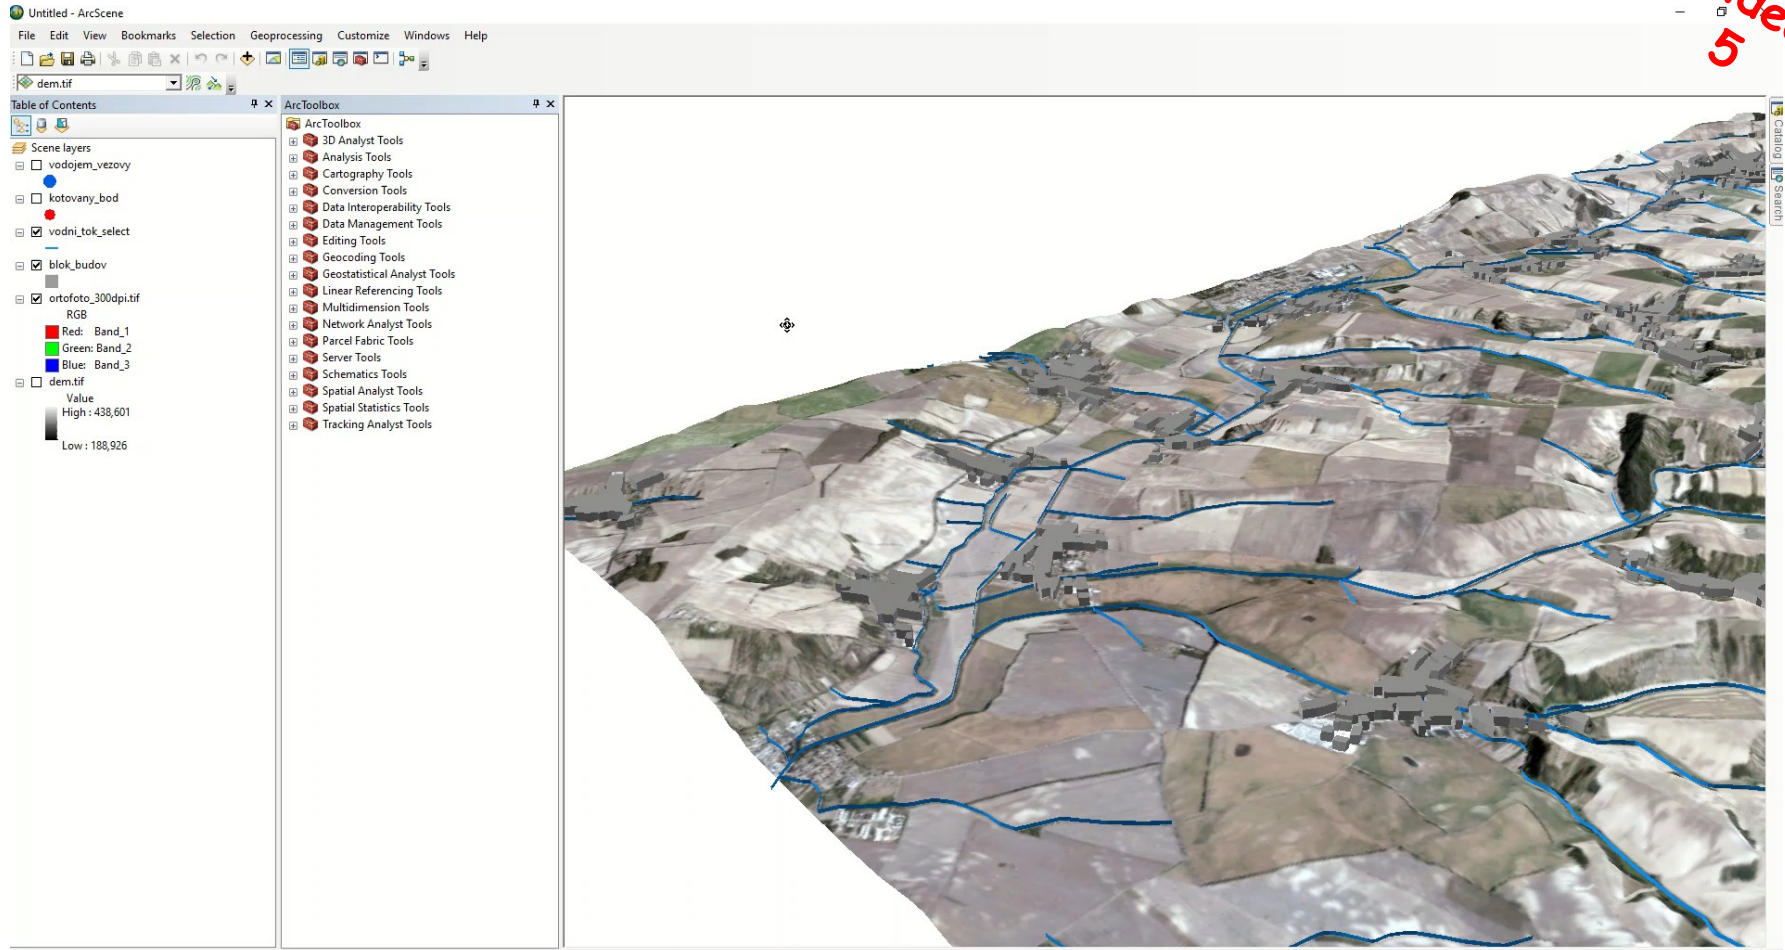 Untitled - ArcScene
5
File Edit View Bookmarks Selection Geoprocessing Customize Windows Help
dem.tif
Table of Contents
Scene layers
vodojem_vezovy
kotovany_bod
vodni_tok_select
blok_budov
ortofoto_300dpi.tif
RGB
Red: Band_1
Green: Band_2
Blue: Band_3
dem.tif
Value
High : 438,601
Low : 188,926
ArcToolbox
ArcToolbox
3D Analyst Tools
Analysis Tools
Cartography Tools
Conversion Tools
Data Interoperability Tools
Data Management Tools
Editing Tools
Geocoding Tools
Geostatistical Analyst Tools
Linear Referencing Tools
Multidimension Tools
Network Analyst Tools
Parcel Fabric Tools
Server Tools
Schematics Tools
Spatial Analyst Tools
Spatial Statistics Tools
Tracking Analyst Tools
Catalog
Search